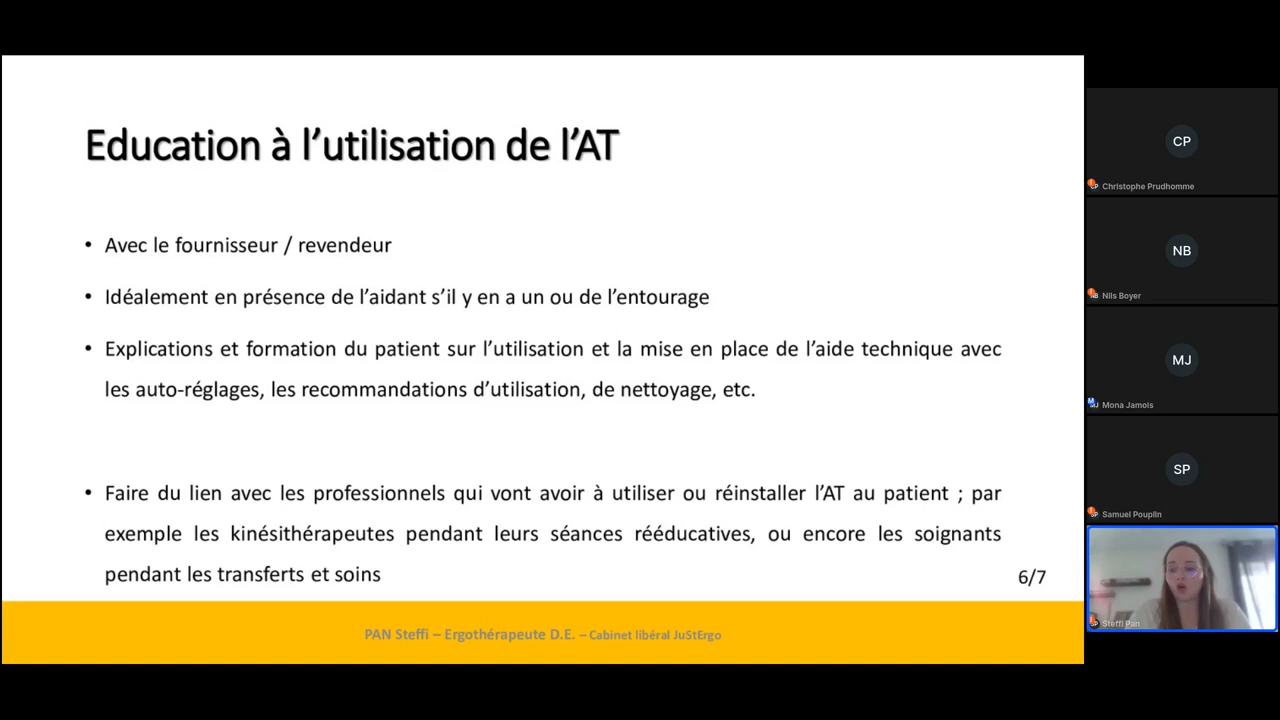 Education à l’utilisation de l’AT
• Avec le fournisseur / revendeur
• Idéalement en présence de l’aidant s’il y en a un ou de l’entourage
• Explications et formation du patient sur l’utilisation et la mise en place de l’aide technique avec
les auto-réglages, les recommandations d’utilisation, de nettoyage, etc.
• Faire du lien avec les professionnels qui vont avoir à utiliser ou réinstaller l’AT au patient ; par
exemple les kinésithérapeutes pendant leurs séances rééducatives, ou encore les soignants
pendant les transferts et soins
6/7
PAN Steffi – Ergothérapeute D.E. – Cabinet libéral JuStErgo
CP
Christophe Prudhomme
NB
Nils Boyer
MJ
Mona Jamois
SP
Samuel Pouplin
Steffi Pan